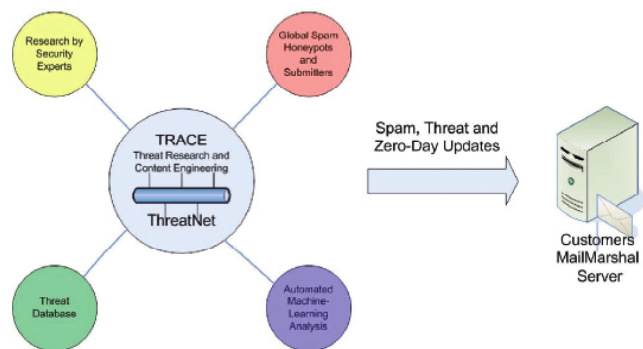 Research by
Security
Experts
Global Spam
Honeypots
and
Submitters
TRACE
Threat Research and
Content Engineering
ThreatNet
Spam, Threat and
Zero-Day Updates
Customers
MailMarshal
Server
Threat
Database
Automated
Machine-
Learning
Analysis